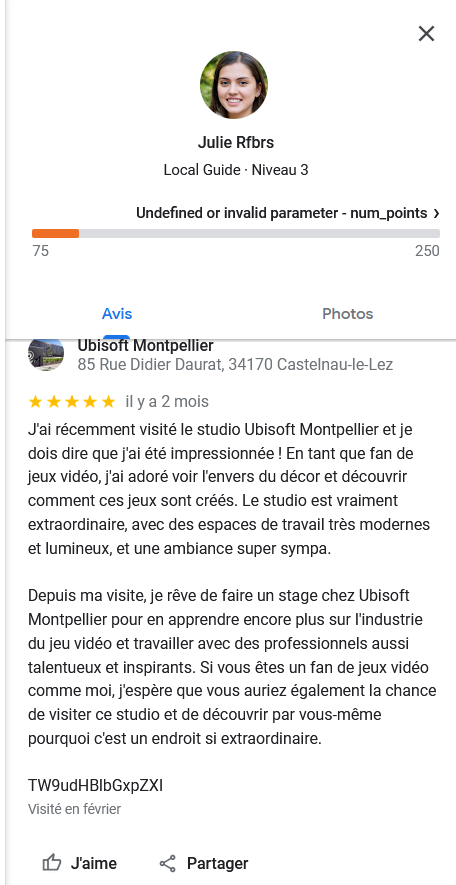 Julie Rfbrs
Local Guide · Niveau 3
Undefined or invalid parameter - num_points ›
75 250
Avis Photos
Ubisoft Montpellier
85 Rue Didier Daurat, 34170 Castelnau-le-Lez
il y a 2 mois
J'ai récemment visité le studio Ubisoft Montpellier et je
dois dire que j'ai été impressionnée ! En tant que fan de
jeux vidéo, j'ai adoré voir l'envers du décor et découvrir
comment ces jeux sont créés. Le studio est vraiment
extraordinaire, avec des espaces de travail très modernes
et lumineux, et une ambiance super sympa.
Depuis ma visite, je rêve de faire un stage chez Ubisoft
Montpellier pour en apprendre encore plus sur l'industrie
du jeu vidéo et travailler avec des professionnels aussi
talentueux et inspirants. Si vous êtes un fan de jeux vidéo
comme moi, j'espère que vous auriez également la chance
de visiter ce studio et de découvrir par vous-même
pourquoi c'est un endroit si extraordinaire.
TW9udHBlbGxpZXI
Visité en février
J'aime Partager